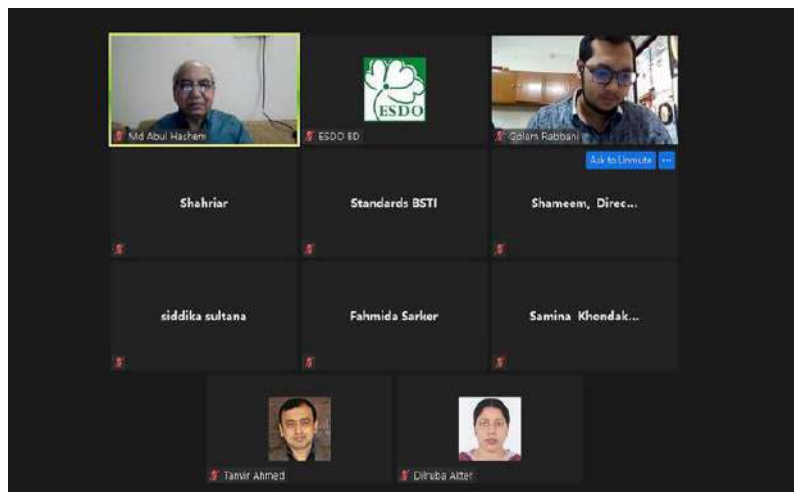 Md Abul Hashem
ESDO
ESDO BD
Golam Rabbani
Shahriar
Standards BSTI
Ask to Unmute ...
Shameem, Direc...
siddika sultana
Fahmida Sarker
Samina Khondak...
Tanvir Ahmed
Dilruba Akter